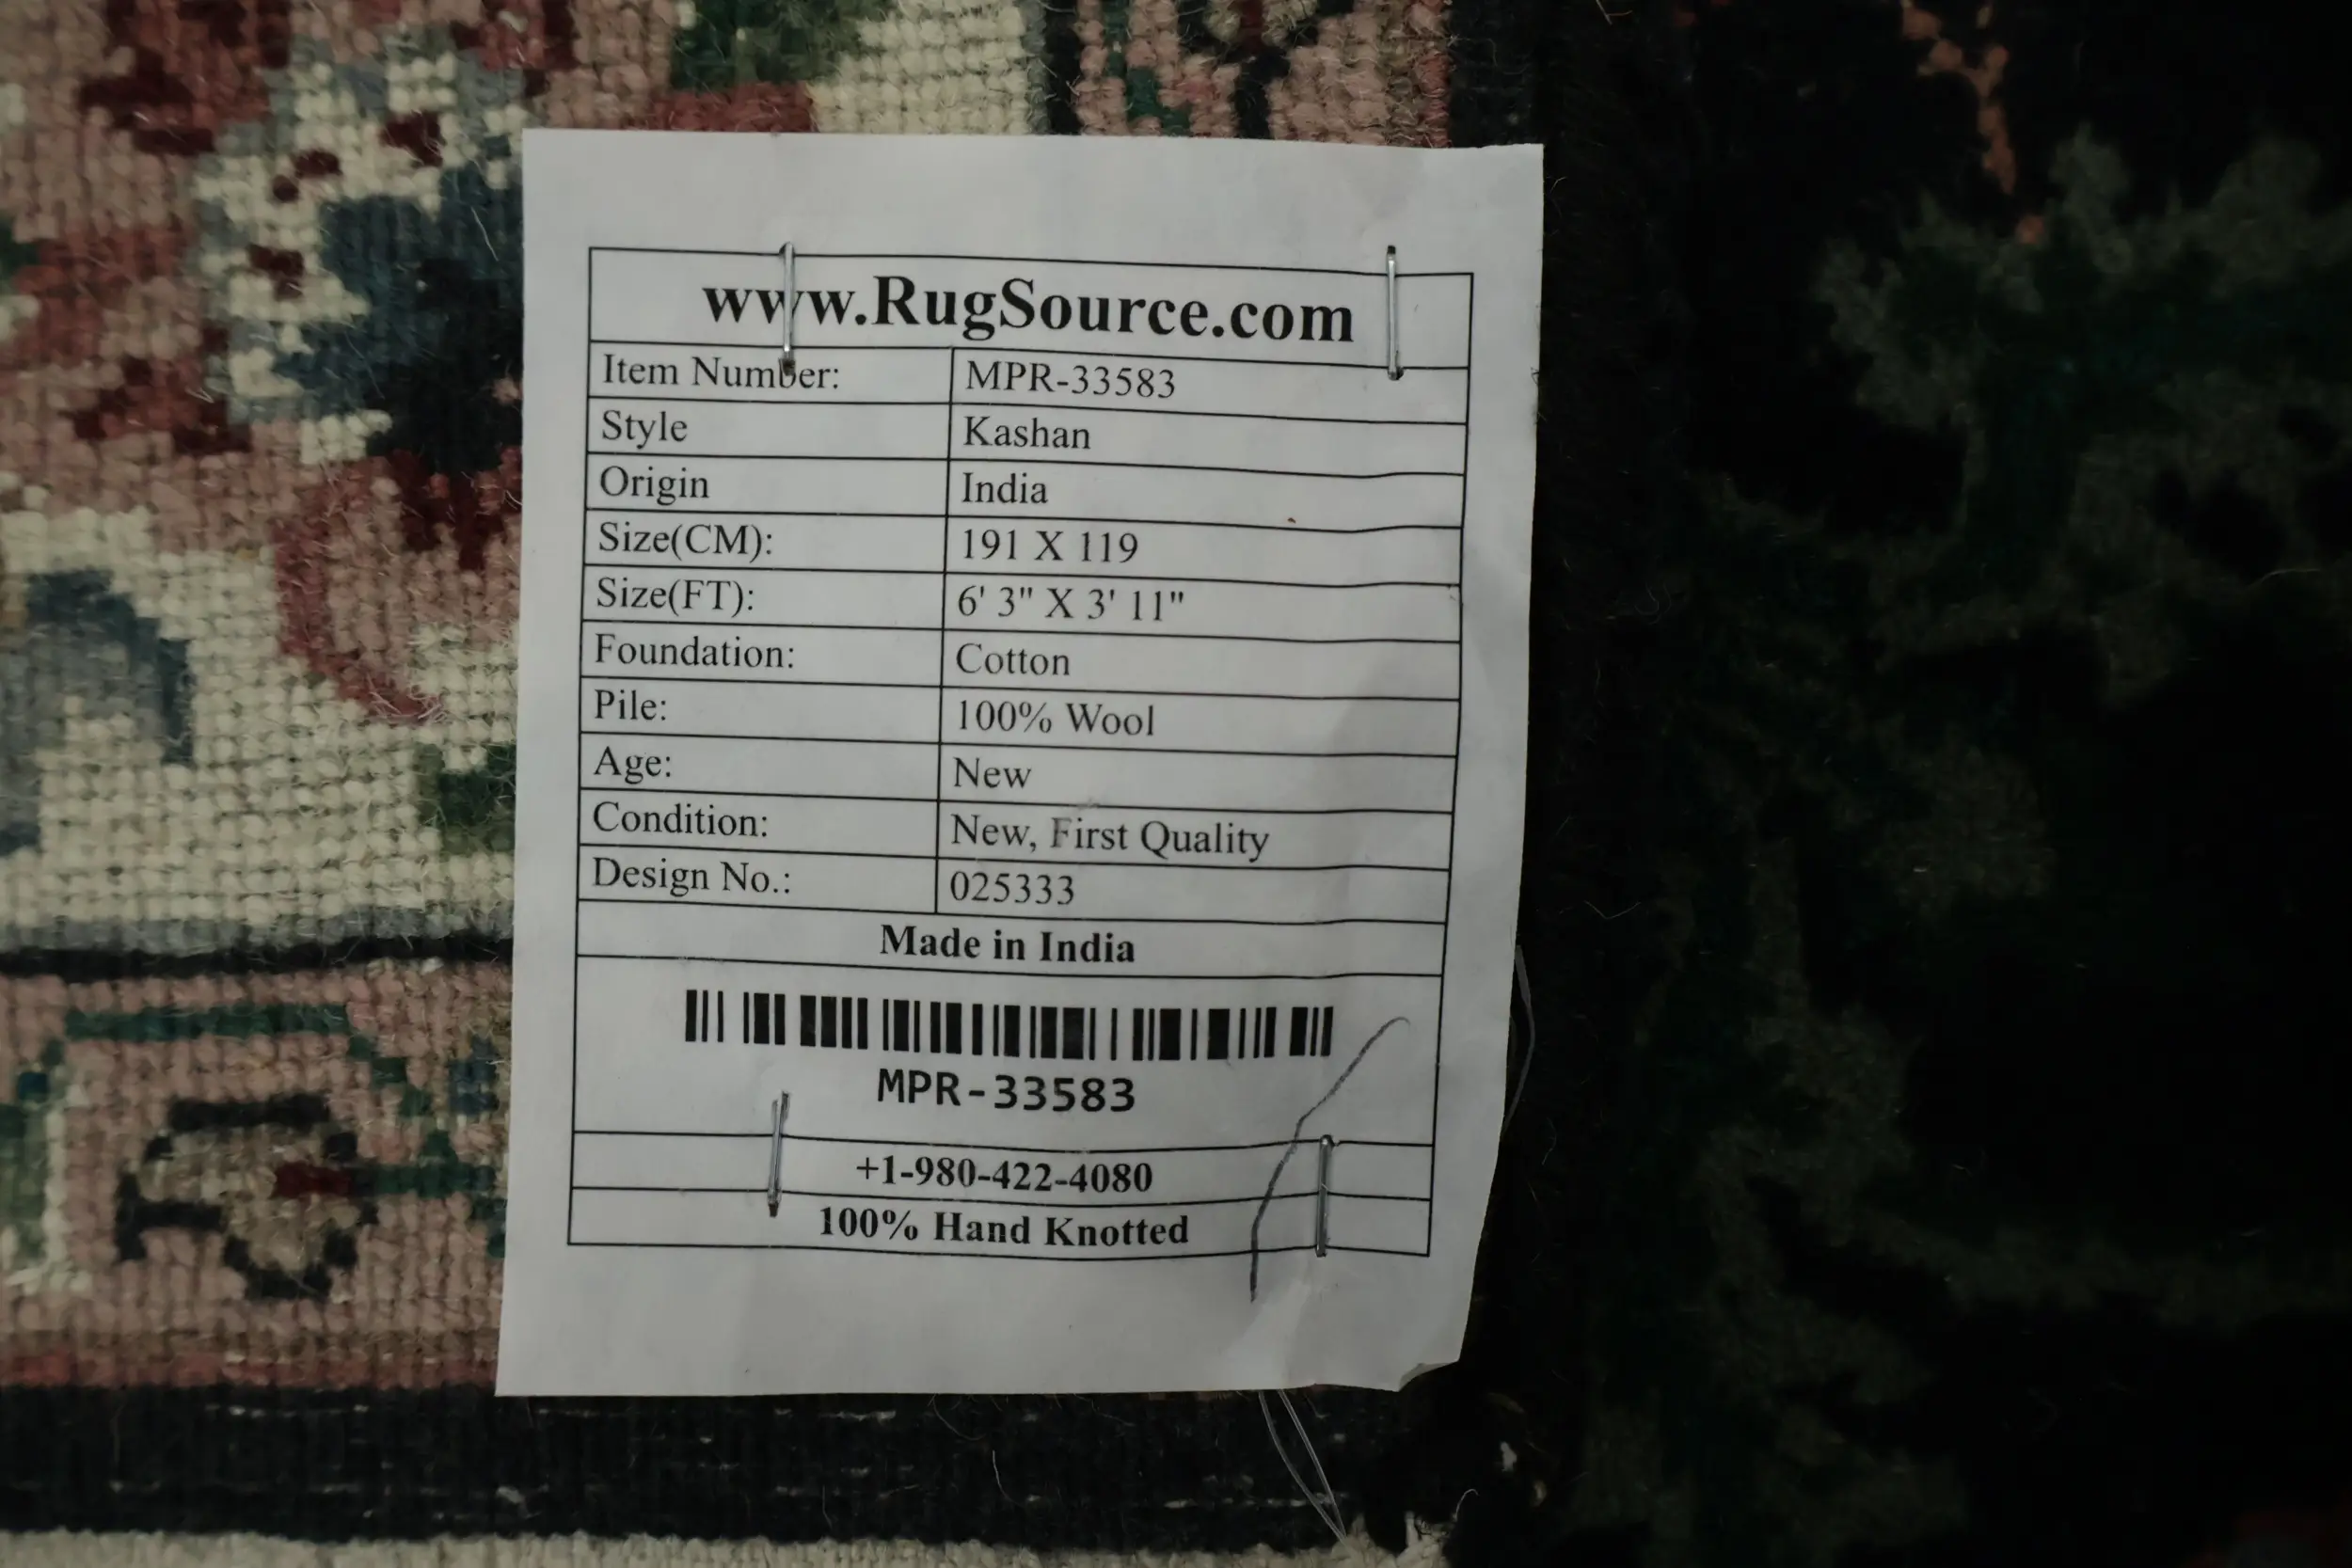 www.RugSource.com
Item Number: MPR-33583
Style Kashan
Origin India
Size(CM): 191 X 119
Size(FT): 6' 3" X 3' 11"
Foundation: Cotton
Pile: 100% Wool
Age: New
Condition: New, First Quality
Design No.: 025333
Made in India
MPR-33583
+1-980-422-4080
100% Hand Knotted